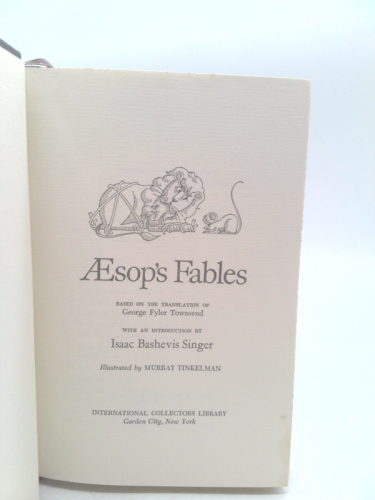 Æsop's Fables
BASED ON THE TRANSLATION OF
George Fyler Townsend
WITH AN INTRODUCTION BY
Isaac Bashevis Singer
Illustrated by MURRAY TINKELMAN
INTERNATIONAL COLLECTORS LIBRARY
Garden City, New York